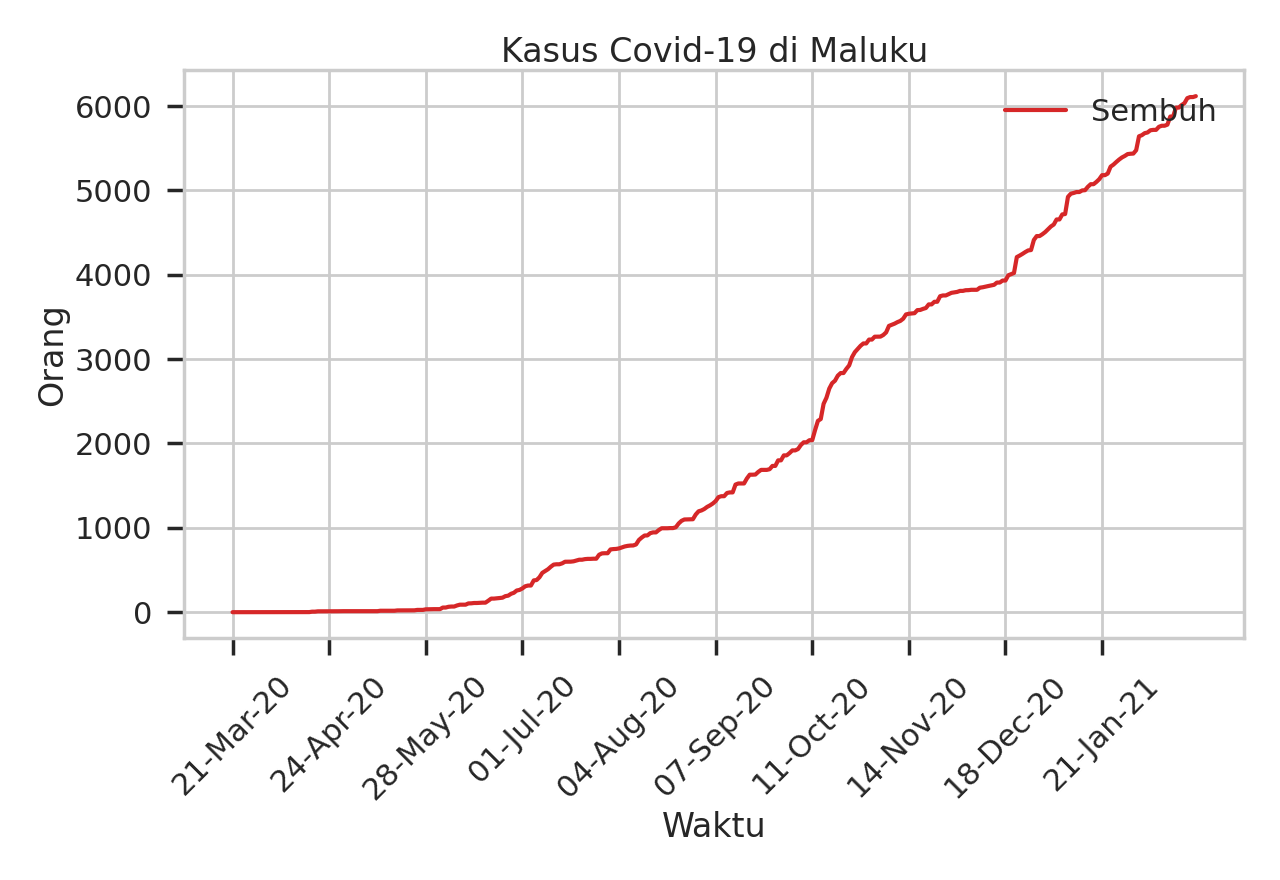 Kasus Covid-19 di Maluku
Sembuh
6000
5000
4000
3000
2000
1000
0
Orang
21-Mar-20
24-Apr-20
28-May-20
01-Jul-20
04-Aug-20
07-Sep-20
11-Oct-20
14-Nov-20
18-Dec-20
21-Jan-21
Waktu